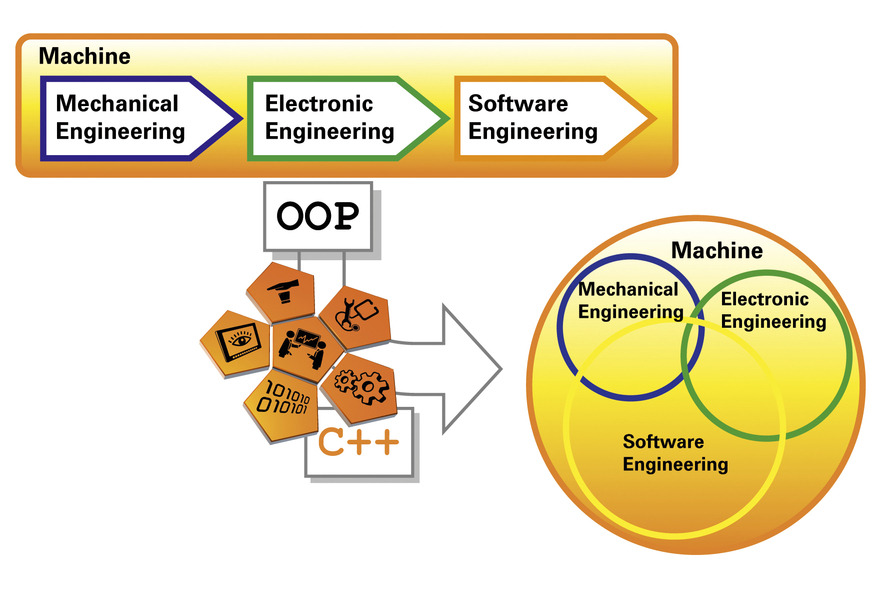 Machine
Mechanical
Engineering
Electronic
Engineering
Software
Engineering
OOP
101010
010101
C++
Machine
Mechanical
Engineering
Electronic
Engineering
Software
Engineering